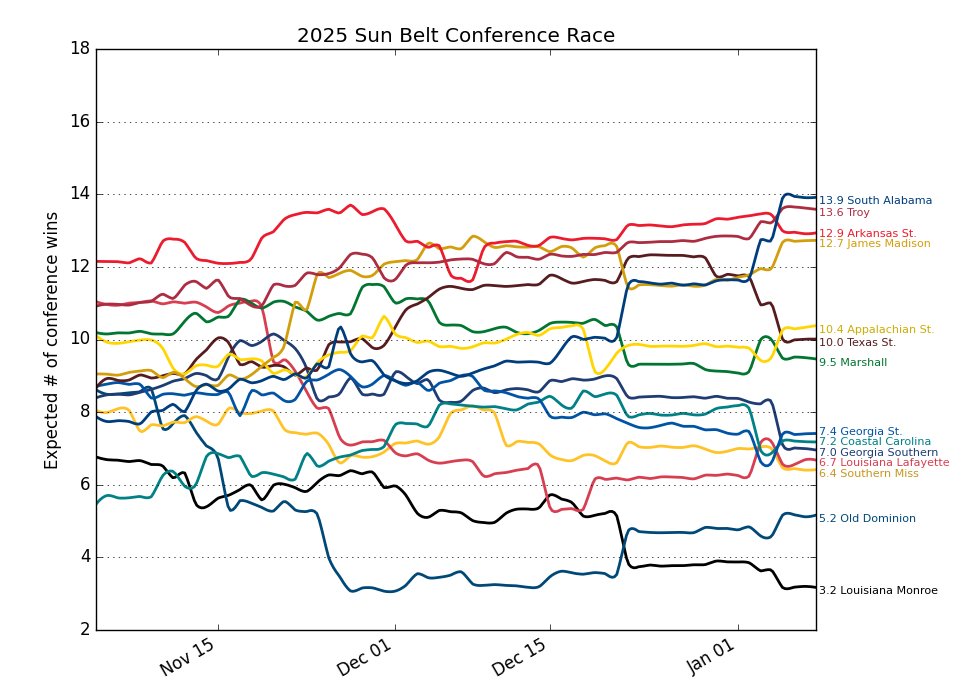 2025 Sun Belt Conference Race
Expected # of conference wins
18
16
14
12
10
8
6
4
2
Nov 15
Dec 01
Dec 15
Jan 01
13.9 South Alabama
13.6 Troy
12.9 Arkansas St.
12.7 James Madison
10.4 Appalachian St.
10.0 Texas St.
9.5 Marshall
7.4 Georgia St.
7.2 Coastal Carolina
7.0 Georgia Southern
6.7 Louisiana Lafayette
6.4 Southern Miss
5.2 Old Dominion
3.2 Louisiana Monroe